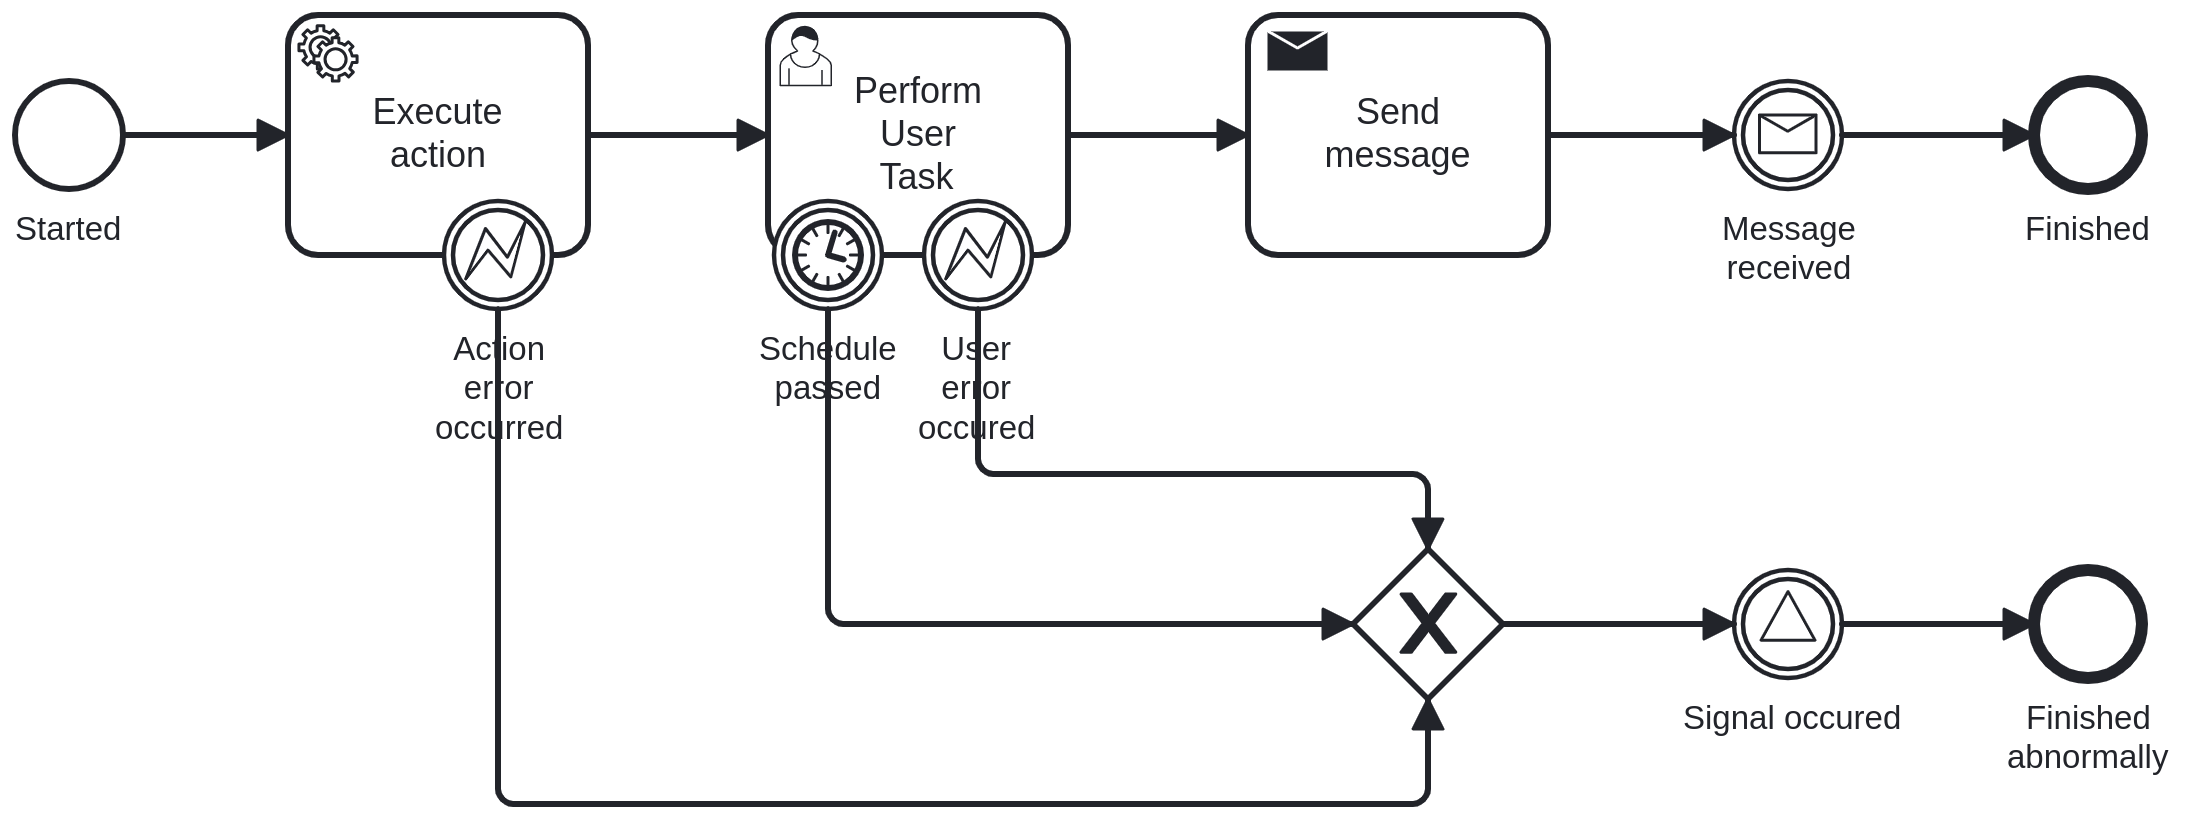 Started
Execute
action
Action
error
occurred
Perform
User
Task
Schedule
passed
User
error
occured
Send
message
Message
received
Finished
Signal occured
Finished
abnormally